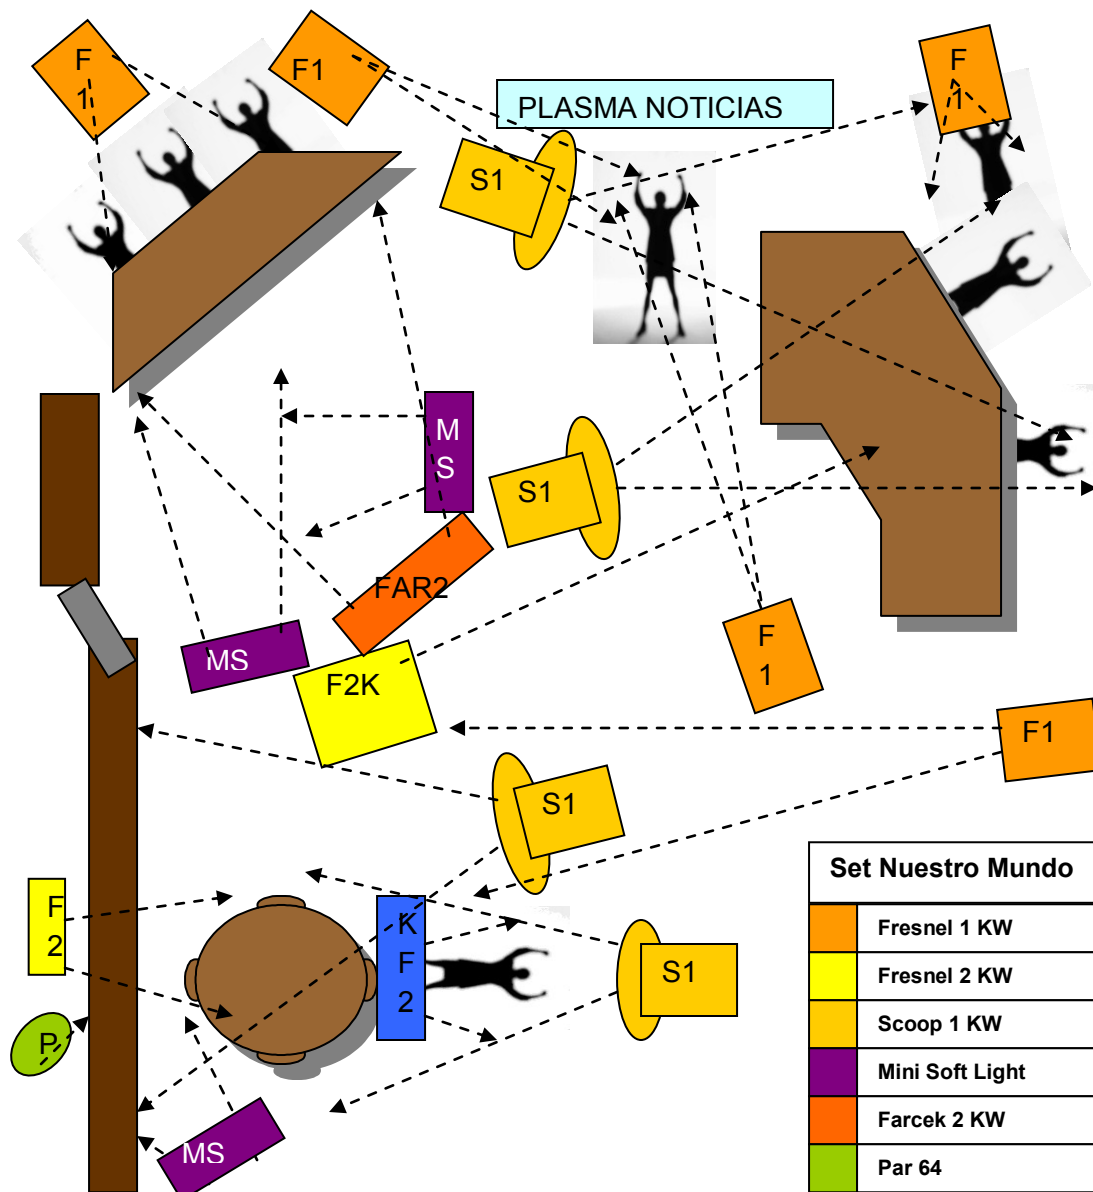 F
1
F1
F
1
PLASMA NOTICIAS
S1
M
S
S1
FAR2
MS
F2K
F
1
F1
S1
F
2
K
F
2
S1
P
MS
Set Nuestro Mundo
Fresnel 1 KW
Fresnel 2 KW
Scoop 1 KW
Mini Soft Light
Farcek 2 KW
Par 64